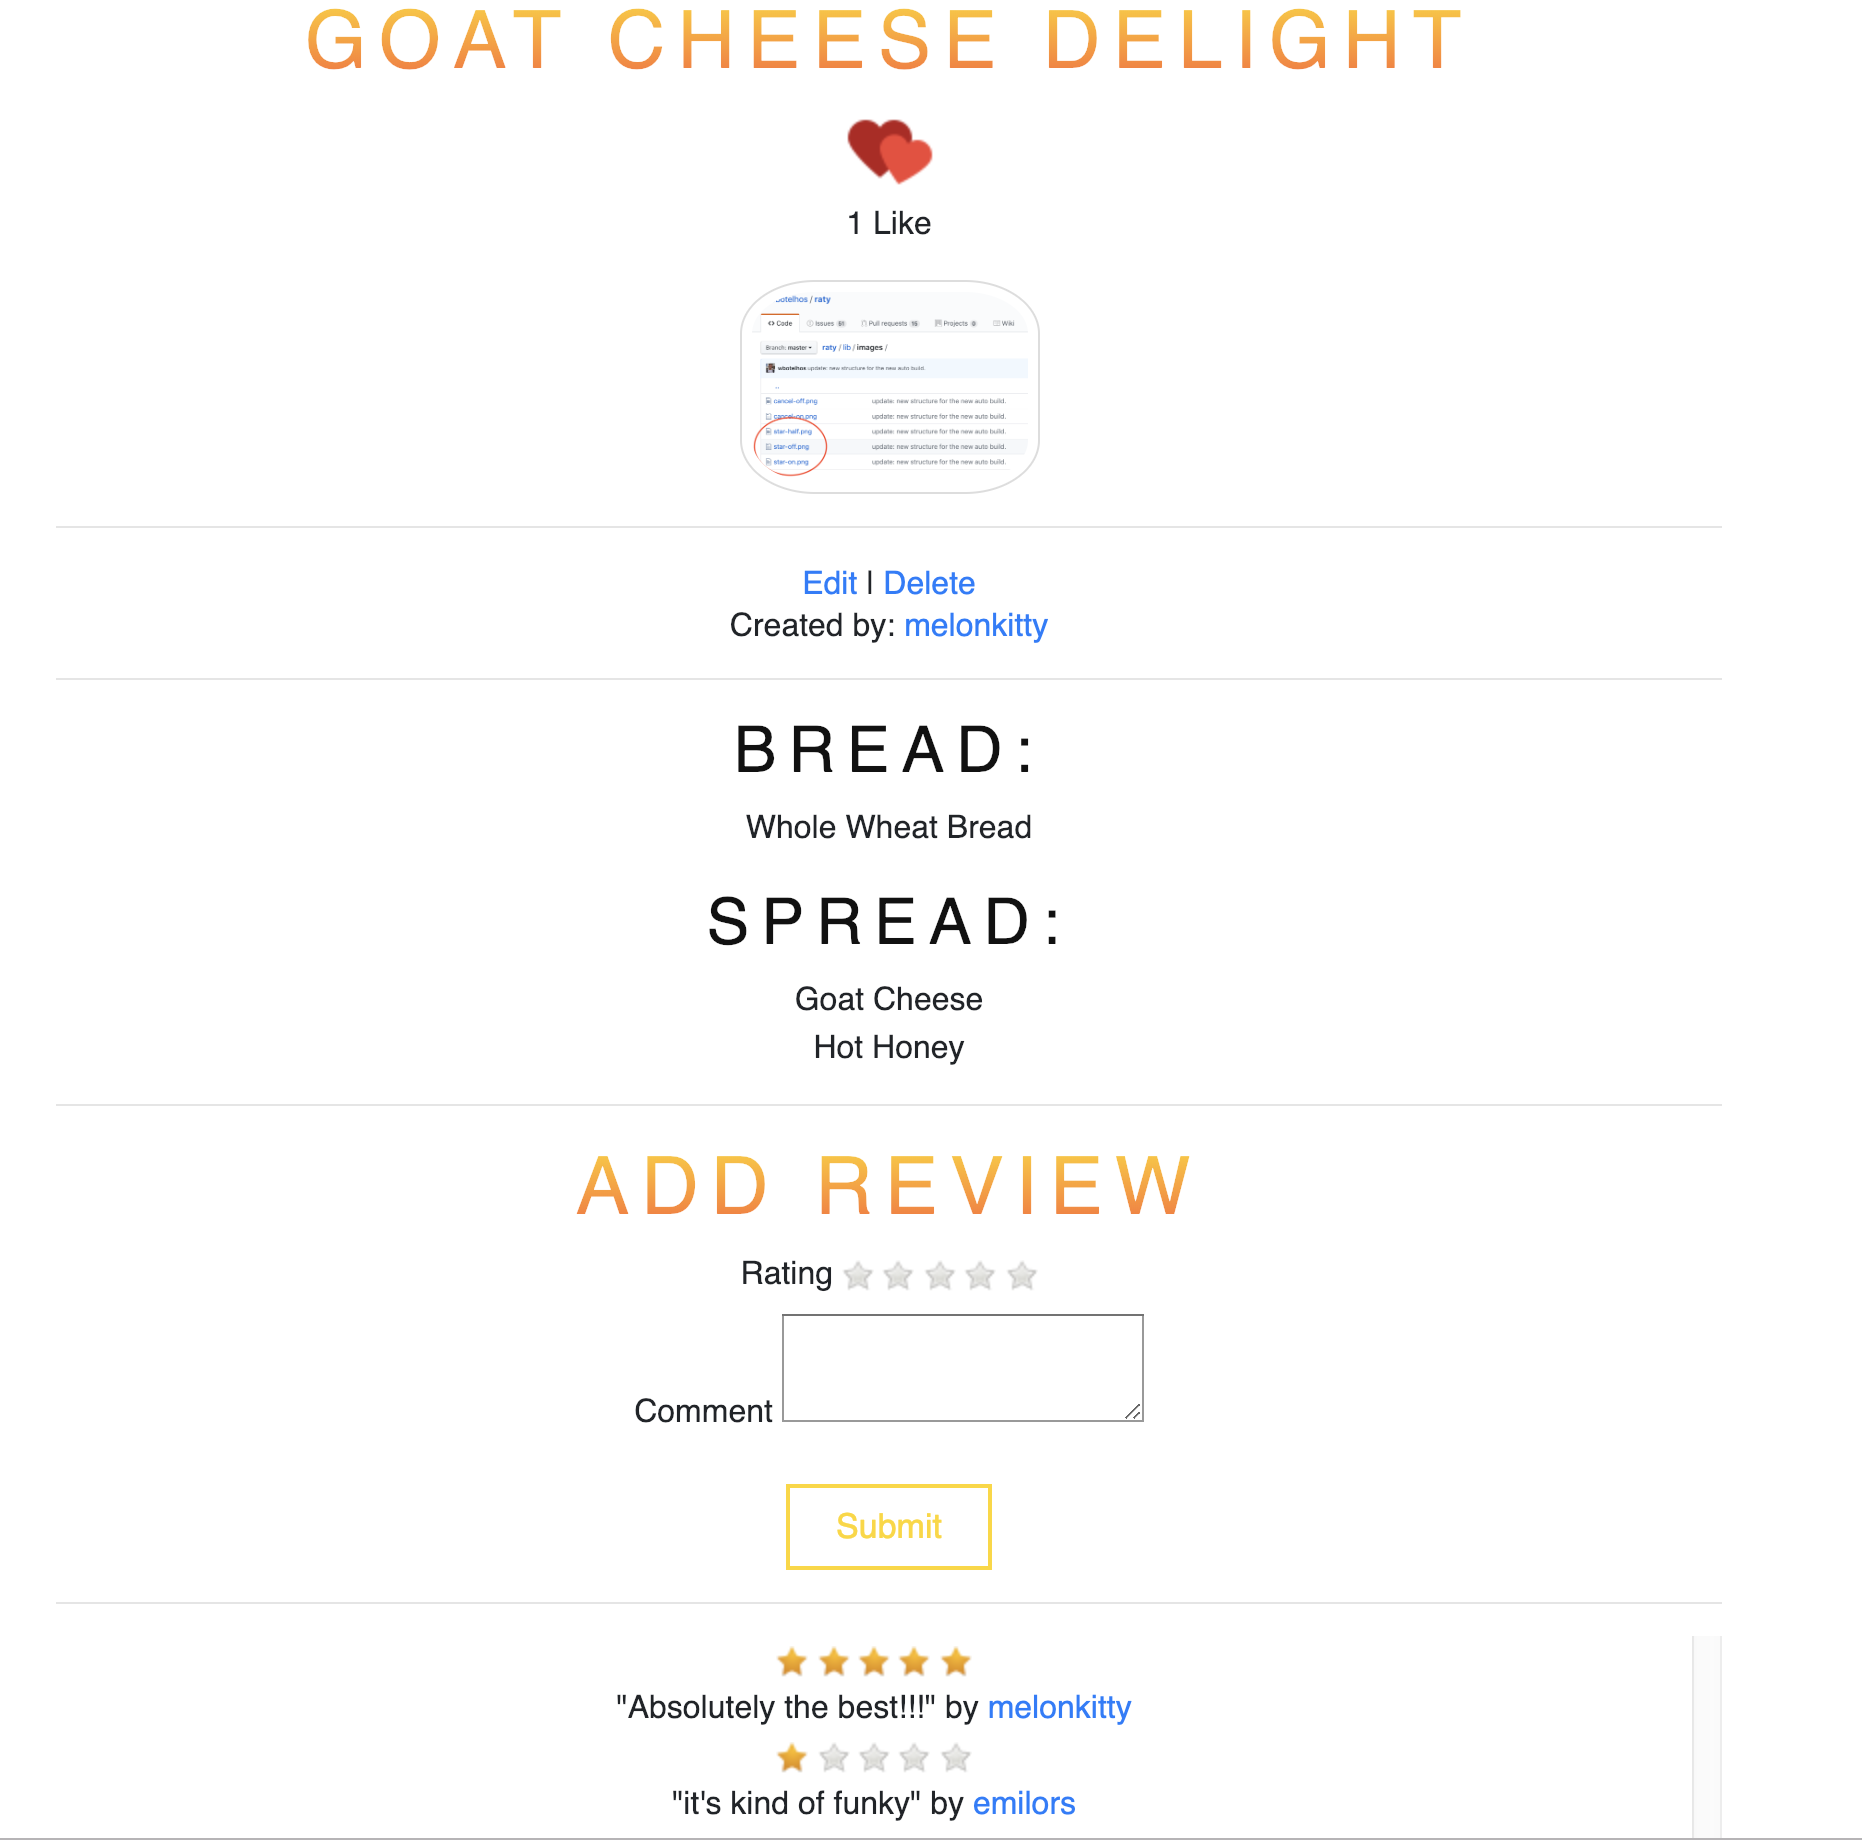 GOAT CHEESE DELIGHT
1 Like
botelhos / raty
Code Issues 51 Pull requests 15 Projects 0 Wiki
Branch: master raty / lib / images /
wbotelhos update: new structure for the new auto build.
..
cancel-off.png update: new structure for the new auto build.
cancel-on.png update: new structure for the new auto build.
star-half.png update: new structure for the new auto build.
star-off.png update: new structure for the new auto build.
star-on.png update: new structure for the new auto build.
Edit | Delete
Created by: melonkitty
BREAD:
Whole Wheat Bread
SPREAD:
Goat Cheese
Hot Honey
ADD REVIEW
Rating
Comment
Submit
"Absolutely the best!!!" by melonkitty
"it's kind of funky" by emilors